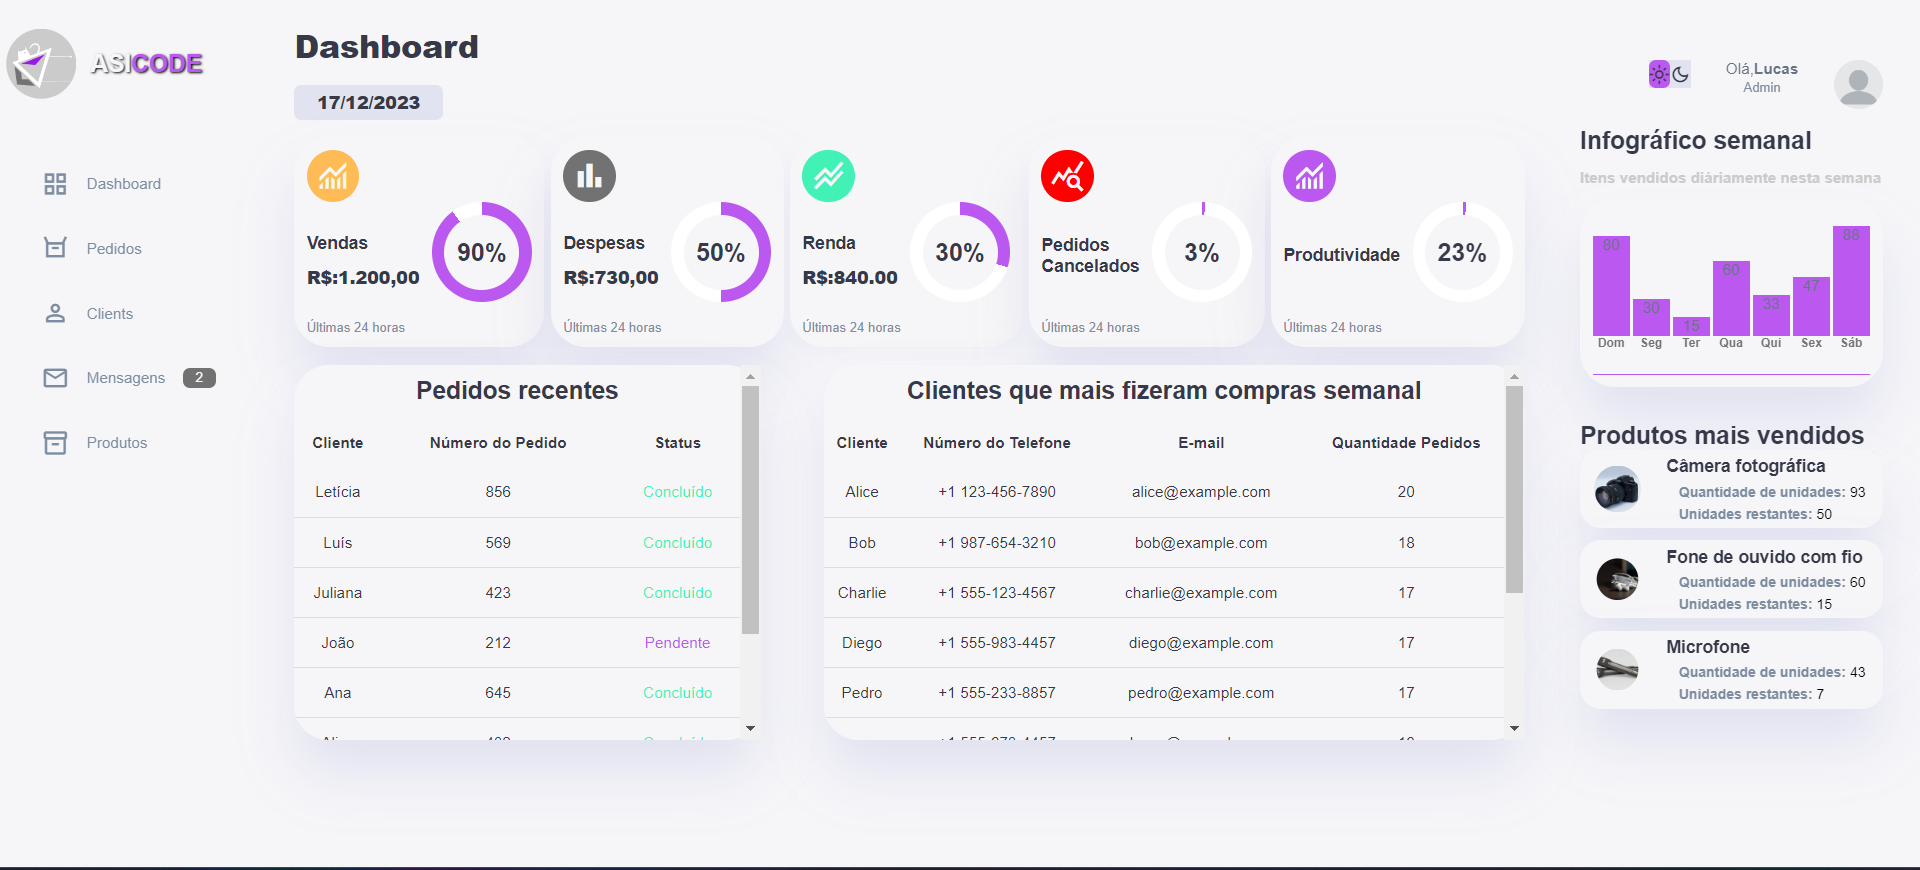 ASICODE
Dashboard
Pedidos
Clients
Mensagens 2
Produtos
Dashboard
17/12/2023
Vendas
R$:1.200,00
90%
Últimas 24 horas
Despesas
R$:730,00
50%
Últimas 24 horas
Renda
R$:840.00
30%
Últimas 24 horas
Pedidos
Cancelados
3%
Últimas 24 horas
Produtividade
23%
Últimas 24 horas
Pedidos recentes
Cliente Número do Pedido Status
Letícia 856 Concluído
Luís 569 Concluído
Juliana 423 Concluído
João 212 Pendente
Ana 645 Concluído
Clientes que mais fizeram compras semanal
Cliente Número do Telefone E-mail Quantidade Pedidos
Alice +1 123-456-7890 alice@example.com 20
Bob +1 987-654-3210 bob@example.com 18
Charlie +1 555-123-4567 charlie@example.com 17
Diego +1 555-983-4457 diego@example.com 17
Pedro +1 555-233-8857 pedro@example.com 17
Olá,Lucas
Admin
Infográfico semanal
Itens vendidos diáriamente nesta semana
80 30 15 60 33 47 88
Dom Seg Ter Qua Qui Sex Sáb
Produtos mais vendidos
Câmera fotográfica
Quantidade de unidades: 93
Unidades restantes: 50
Fone de ouvido com fio
Quantidade de unidades: 60
Unidades restantes: 15
Microfone
Quantidade de unidades: 43
Unidades restantes: 7